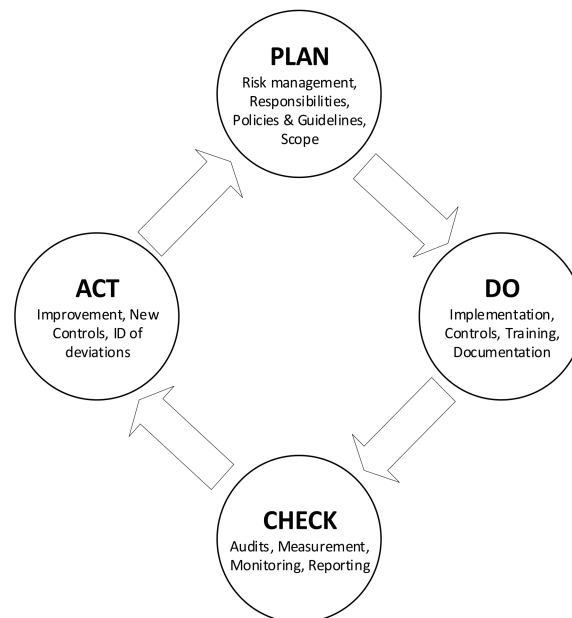 PLAN
Risk management,
Responsibilities,
Policies & Guidelines,
Scope
ACT
Improvement, New
Controls, ID of
deviations
DO
Implementation,
Controls, Training,
Documentation
CHECK
Audits, Measurement,
Monitoring, Reporting